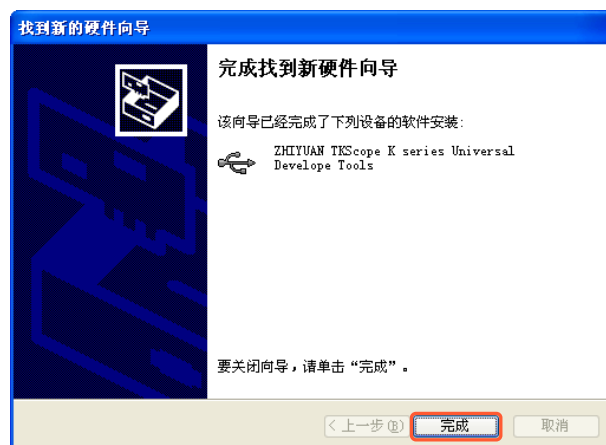 找到新的硬件向导
完成找到新硬件向导
该向导已经完成了下列设备的软件安装:
ZHIYUAN TKScope K series Universal
Develope Tools
要关闭向导，请单击“完成”。
< 上一步(B)
完成
取消